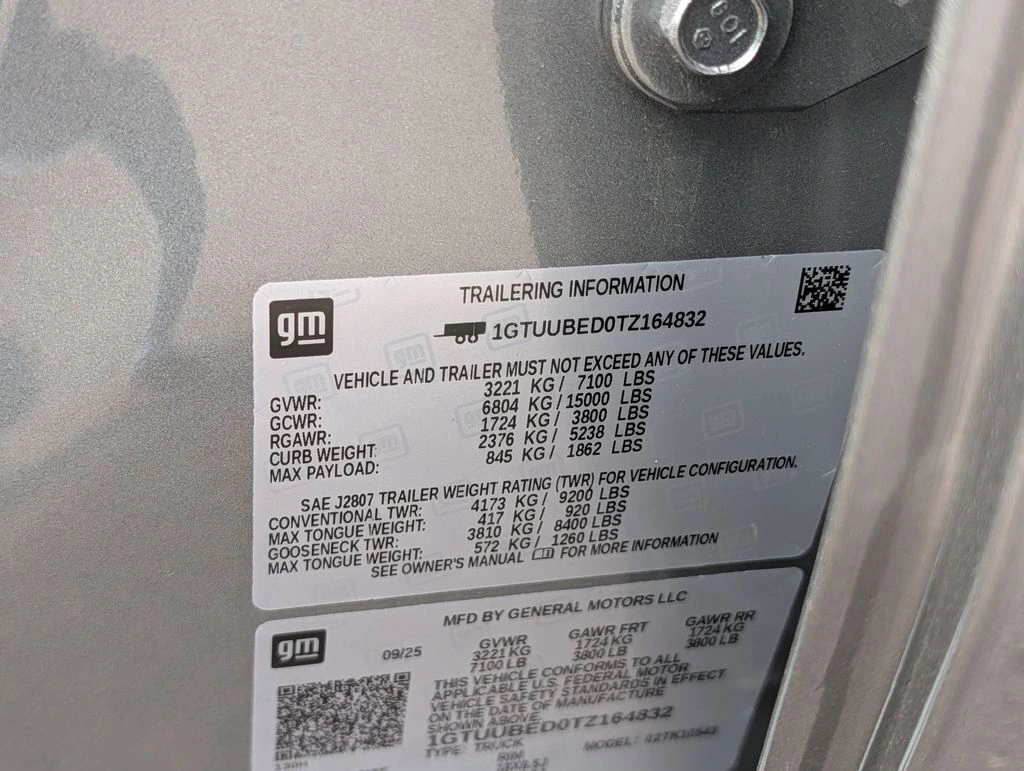 601
gm
TRAILERING INFORMATION
1GTUUBED0TZ164832
VEHICLE AND TRAILER MUST NOT EXCEED ANY OF THESE VALUES.
GVWR: 3221 KG / 7100 LBS
GCWR: 6804 KG / 15000 LBS
RGAWR: 1724 KG / 3800 LBS
CURB WEIGHT: 2376 KG / 5238 LBS
MAX PAYLOAD: 845 KG / 1862 LBS
SAE J2807 TRAILER WEIGHT RATING (TWR) FOR VEHICLE CONFIGURATION.
CONVENTIONAL TWR: 4173 KG / 9200 LBS
MAX TONGUE WEIGHT: 417 KG / 920 LBS
GOOSENECK TWR: 3810 KG / 8400 LBS
MAX TONGUE WEIGHT: 572 KG / 1260 LBS
SEE OWNER'S MANUAL FOR MORE INFORMATION
gm
MFD BY GENERAL MOTORS LLC
09/25
GVWR GAWR FRT GAWR RR
3221 KG 1724 KG 1724 KG
7100 LB 3800 LB 3800 LB
THIS VEHICLE CONFORMS TO ALL
APPLICABLE U.S. FEDERAL MOTOR
VEHICLE SAFETY STANDARDS IN EFFECT
ON THE DATE OF MANUFACTURE
SHOWN ABOVE
1GTUUBED0TZ164832
TYPE: TRUCK MODEL:
RIM